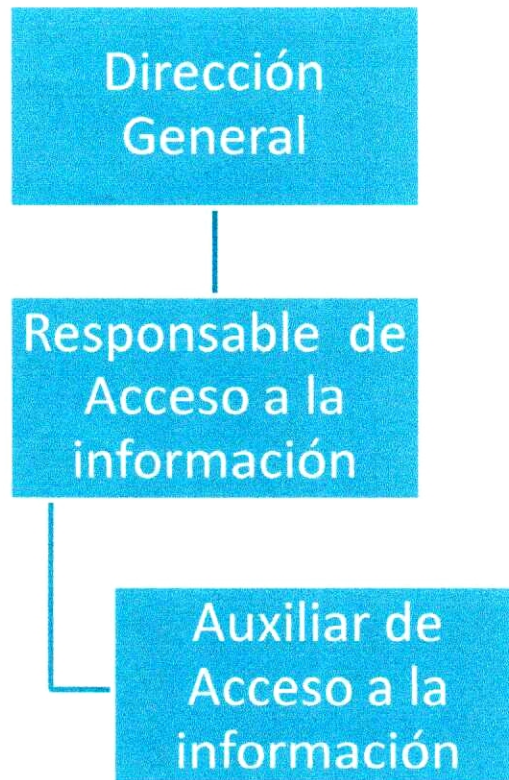 Dirección
General
Responsable de
Acceso a la
información
Auxiliar de
Acceso a la
información